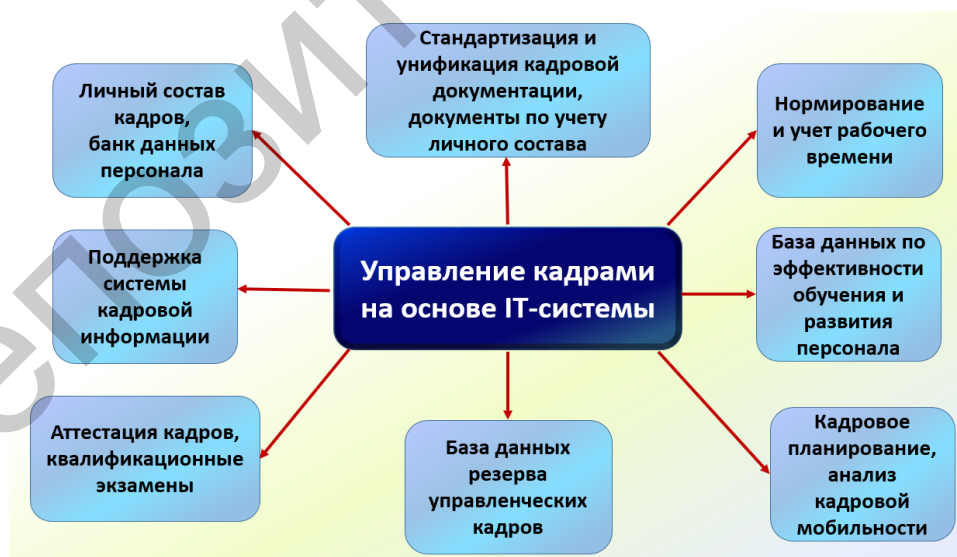 Стандартизация и
унификация кадровой
документации,
документы по учету
личного состава
Личный состав
кадров,
банк данных
персонала
Нормирование
и учет рабочего
времени
Поддержка
системы
кадровой
информации
Управление кадрами
на основе IT-системы
База данных по
эффективности
обучения и
развития
персонала
Аттестация кадров,
квалификационные
экзамены
База данных
резерва
управленческих
кадров
Кадровое
планирование,
анализ
кадровой
мобильности